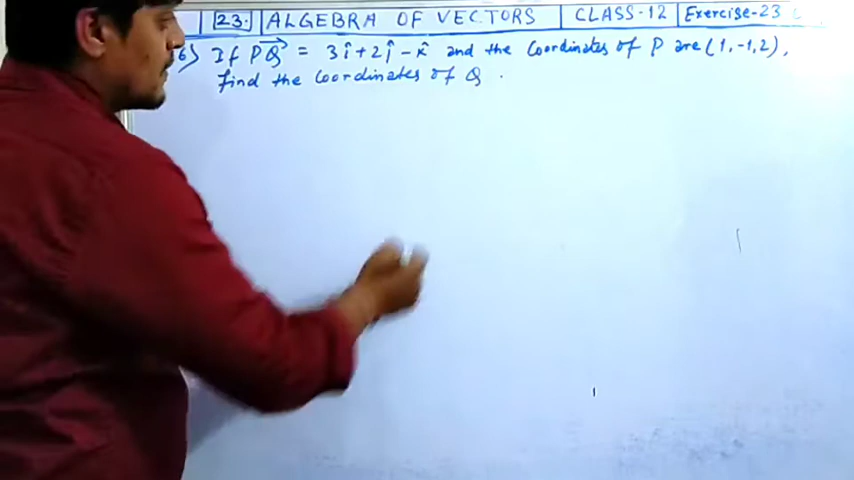 23. ALGEBRA OF VECTORS CLASS-12 Exercise-23
6) If PQ⃗ = 3î+2ĵ-k̂ and the Coordinates of P are (1,-1,2),
find the Coordinates of Q.